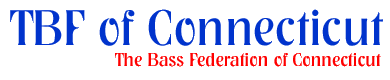 TBF of Connecticut
The Bass Federation of Connecticut